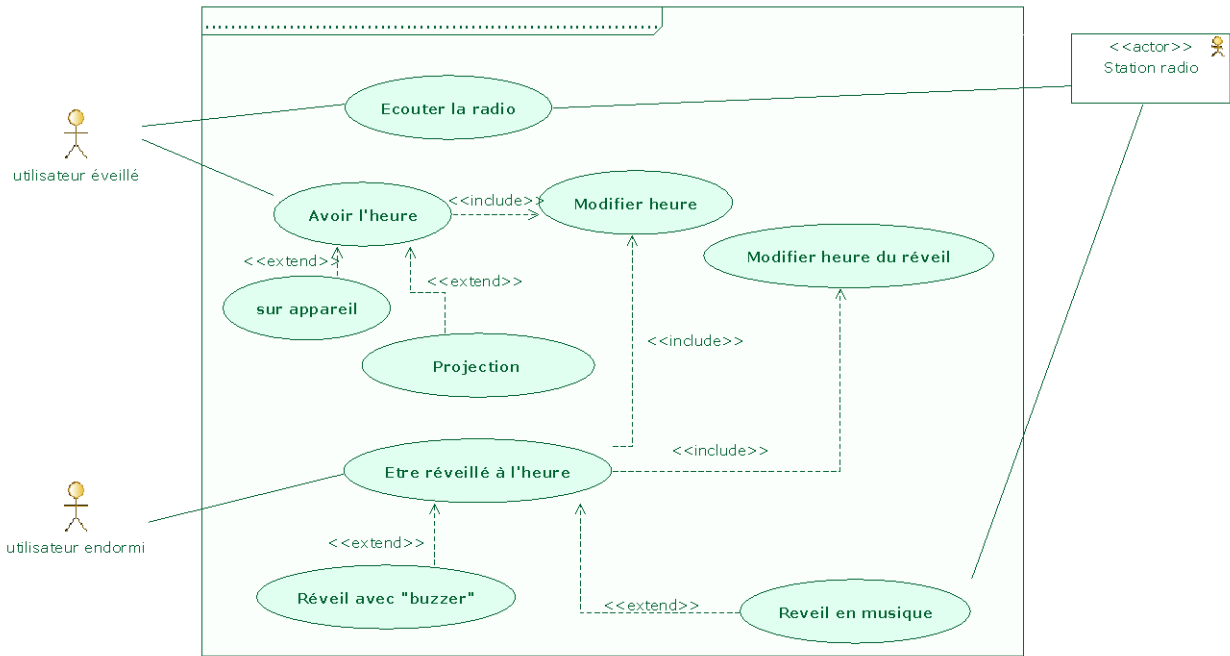 <<actor>>
Station radio
Ecouter la radio
utilisateur éveillé
<<include>>
Modifier heure
Avoir l'heure
Modifier heure du réveil
<<extend>>
<<extend>>
sur appareil
<<include>>
Projection
<<include>>
Etre réveillé à l'heure
utilisateur endormi
<<extend>>
Réveil avec "buzzer"
<<extend>>
Reveil en musique